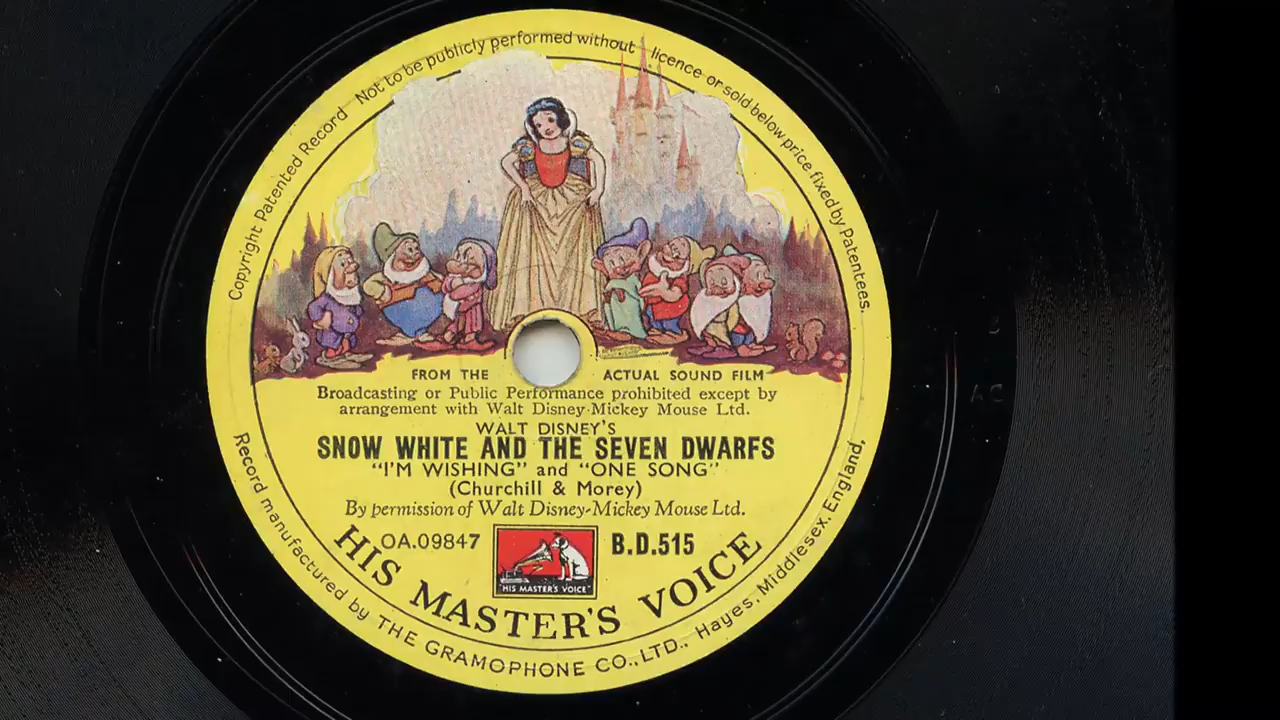 Copyright Patented Record Not to be publicly performed without licence or sold below price fixed by Patentees.
FROM THE ACTUAL SOUND FILM
Broadcasting or Public Performance prohibited except by
arrangement with Walt Disney-Mickey Mouse Ltd.
WALT DISNEY'S
SNOW WHITE AND THE SEVEN DWARFS
"I'M WISHING" and "ONE SONG"
(Churchill & Morey)
By permission of Walt Disney-Mickey Mouse Ltd.
OA.09847 B.D.515
"HIS MASTER'S VOICE"
HIS MASTER'S VOICE
Record manufactured by THE GRAMOPHONE CO., LTD., Hayes, Middlesex, England,